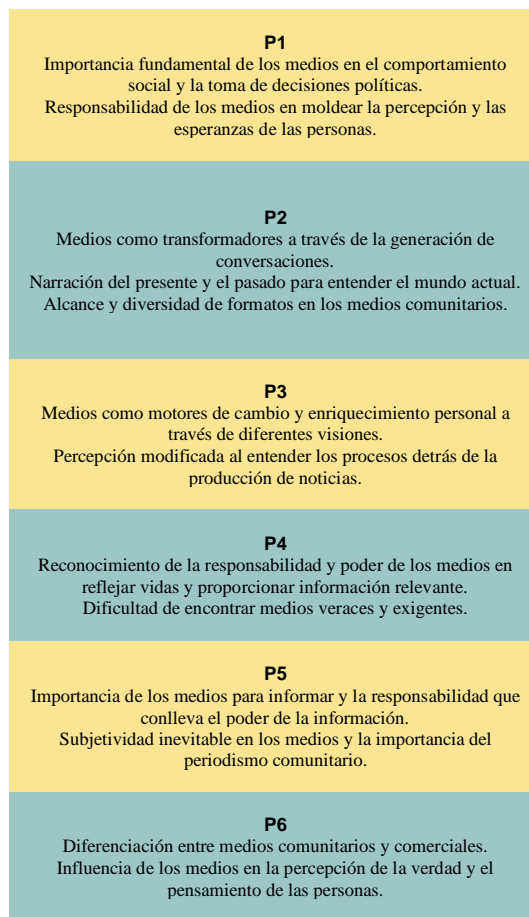 P1
Importancia fundamental de los medios en el comportamiento
social y la toma de decisiones políticas.
Responsabilidad de los medios en moldear la percepción y las
esperanzas de las personas.
P2
Medios como transformadores a través de la generación de
conversaciones.
Narración del presente y el pasado para entender el mundo actual.
Alcance y diversidad de formatos en los medios comunitarios.
P3
Medios como motores de cambio y enriquecimiento personal a
través de diferentes visiones.
Percepción modificada al entender los procesos detrás de la
producción de noticias.
P4
Reconocimiento de la responsabilidad y poder de los medios en
reflejar vidas y proporcionar información relevante.
Dificultad de encontrar medios veraces y exigentes.
P5
Importancia de los medios para informar y la responsabilidad que
conlleva el poder de la información.
Subjetividad inevitable en los medios y la importancia del
periodismo comunitario.
P6
Diferenciación entre medios comunitarios y comerciales.
Influencia de los medios en la percepción de la verdad y el
pensamiento de las personas.